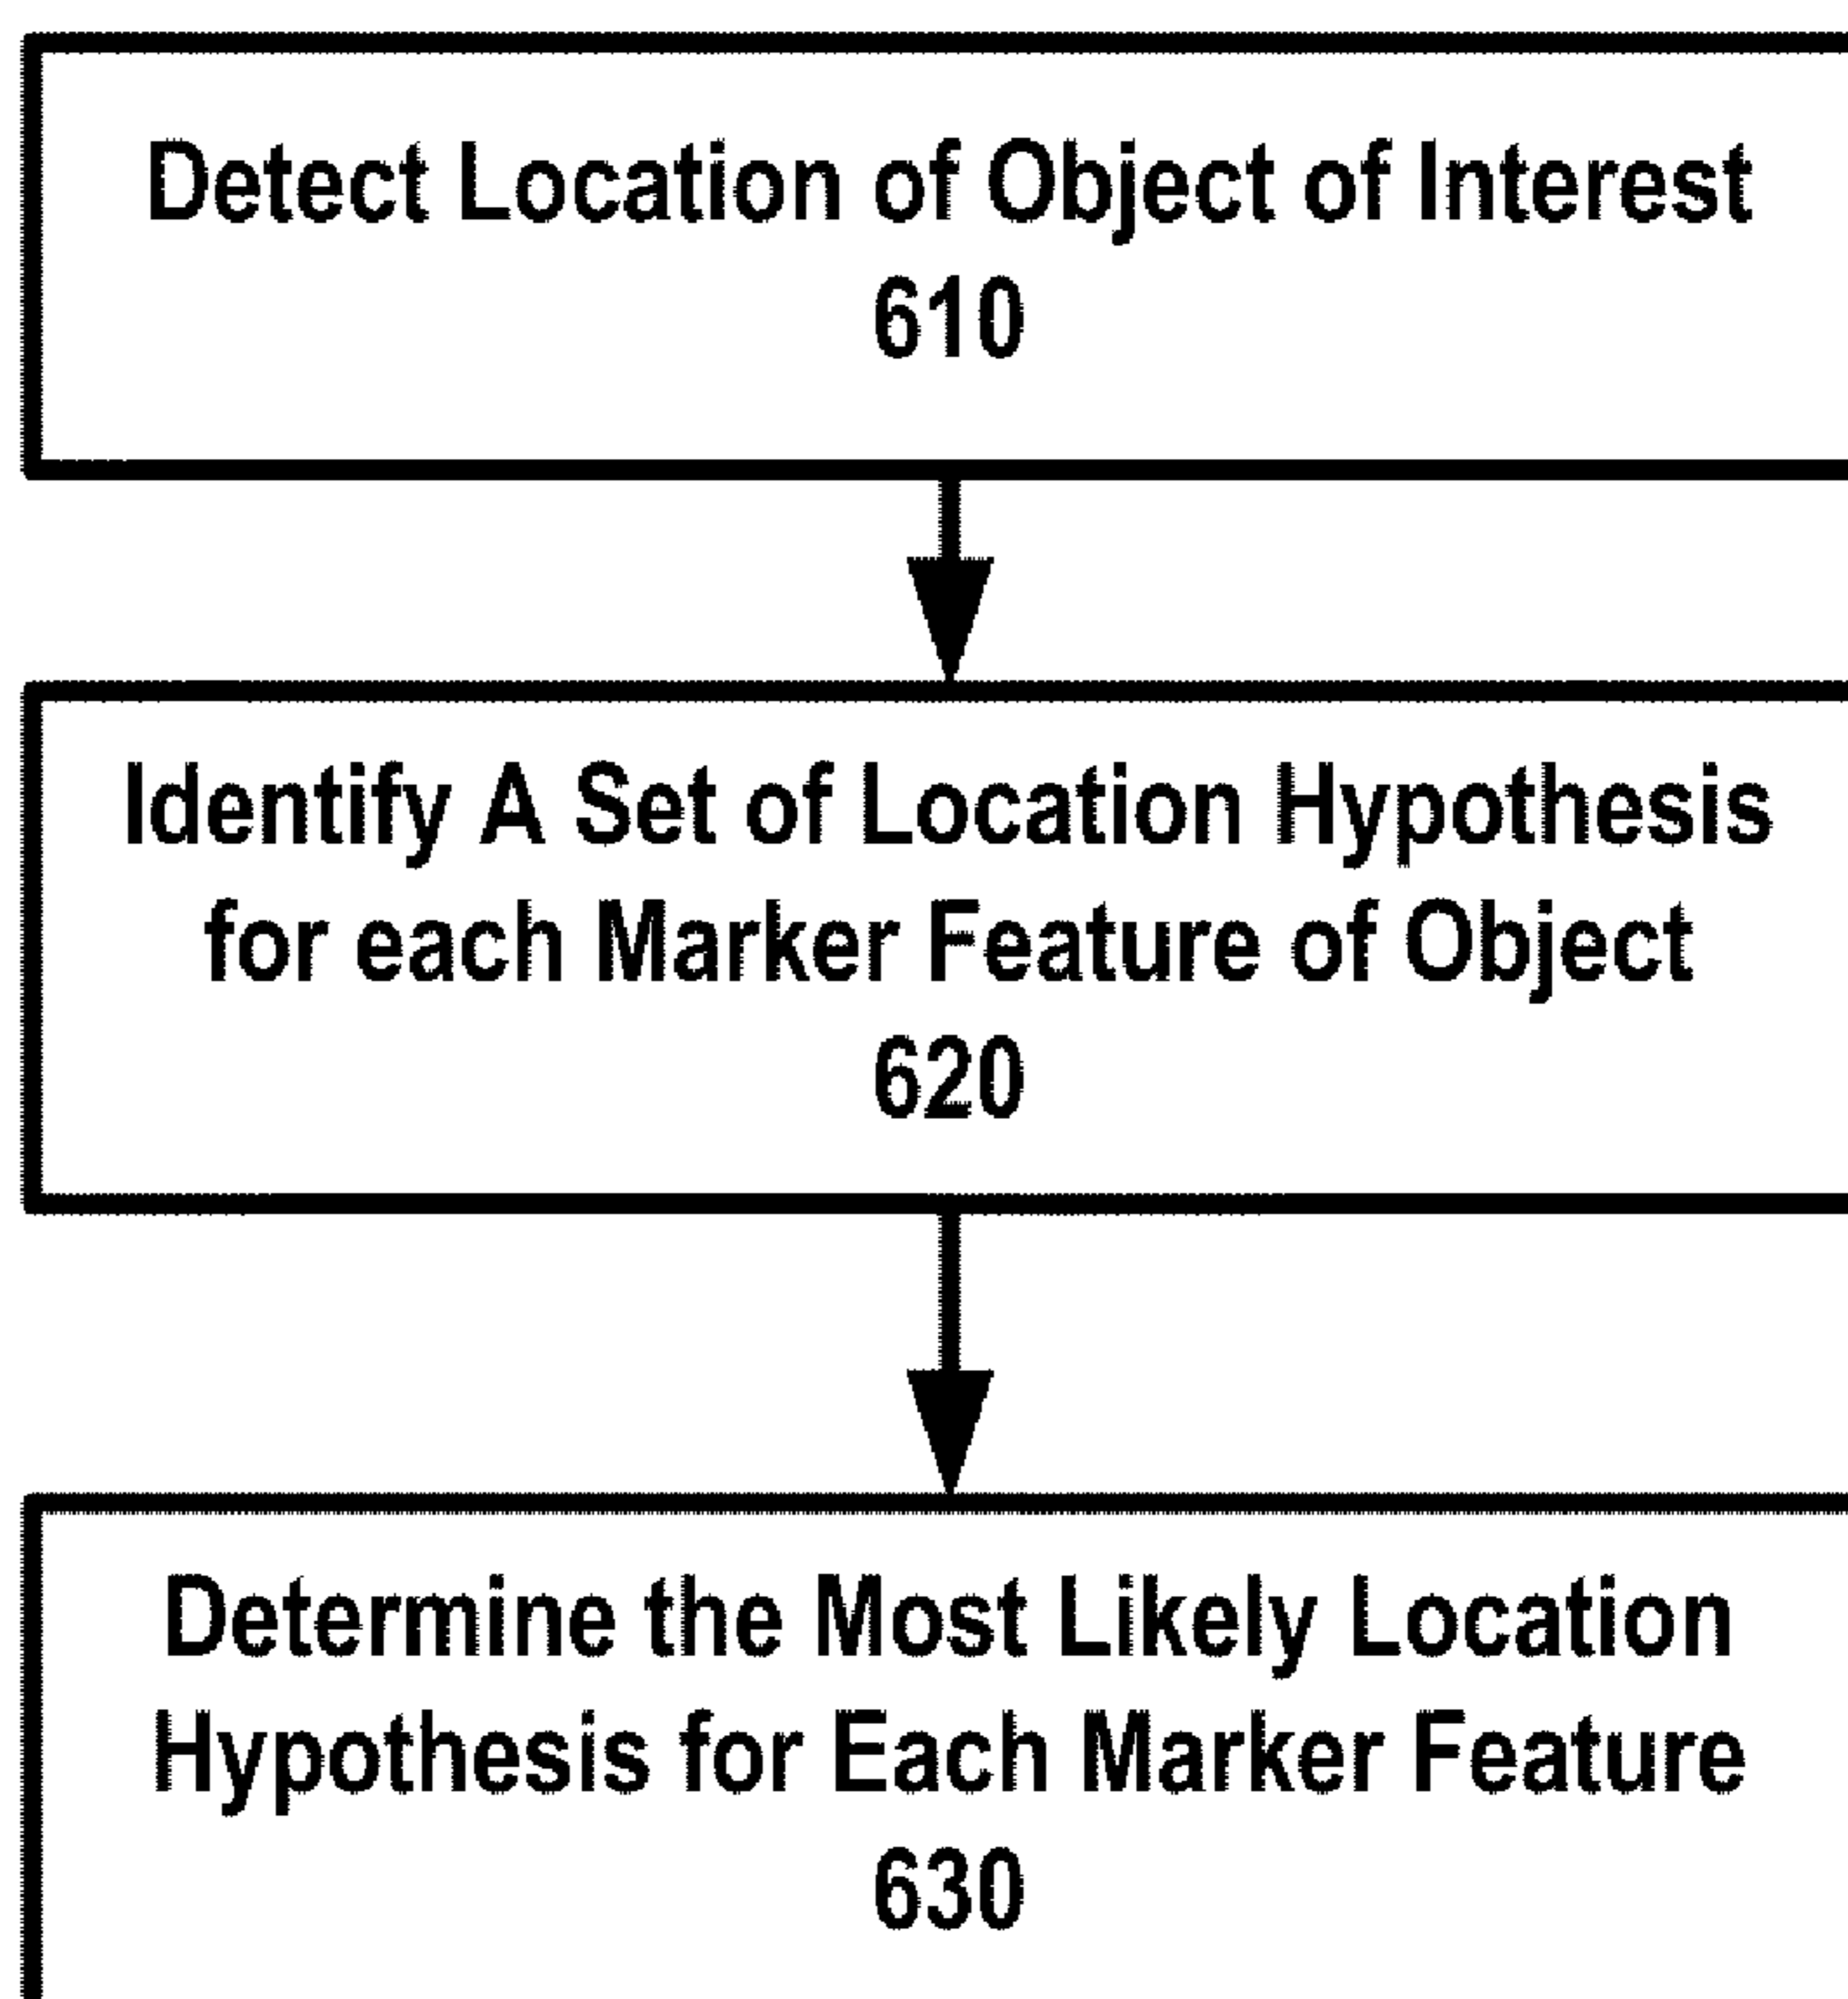 Detect Location of Object of Interest
610
Identify A Set of Location Hypothesis
for each Marker Feature of Object
620
Determine the Most Likely Location
Hypothesis for Each Marker Feature
630